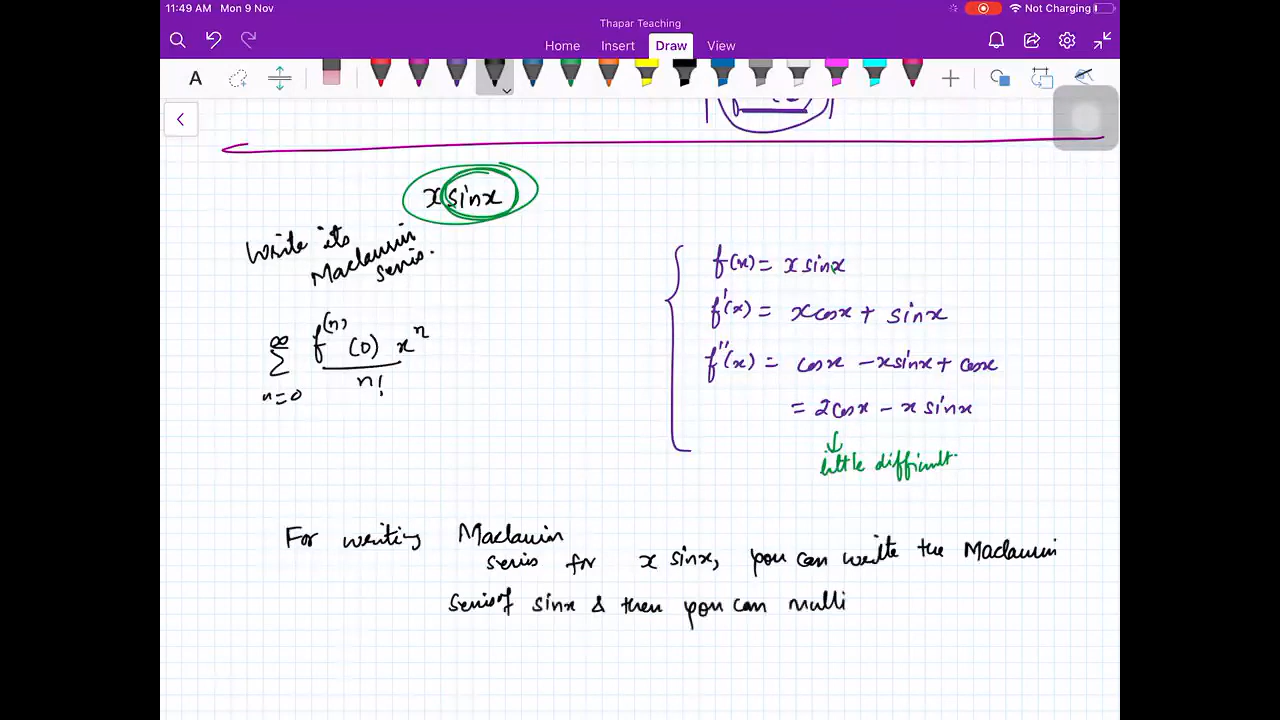 11:49 AM Mon 9 Nov
Not Charging
Thapar Teaching
Home Insert Draw View
A
x sinx
Write its
Maclaurin
series.
∞
∑ f⁽ⁿ⁾(0) xⁿ
n=0 n!
f(x) = x sinx
f'(x) = x cosx + sinx
f''(x) = cosx - x sinx + cosx
= 2cosx - x sinx
↓
little difficult.
For writing Maclaurin
series for x sinx, you can write the Maclaurin
series of sinx & then you can multi